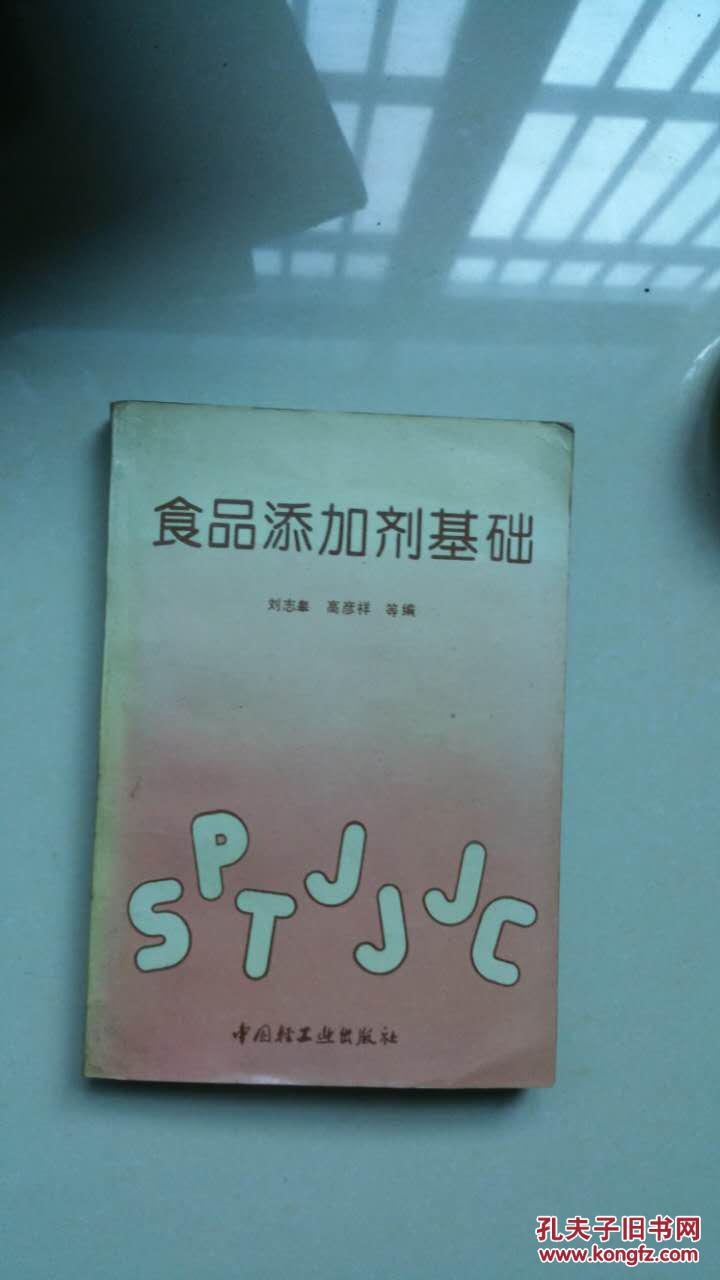 食品添加剂基础
刘志皋 高彦祥 等编
SPTJJJC
中国轻工业出版社
孔夫子旧书网
www.kongfz.com